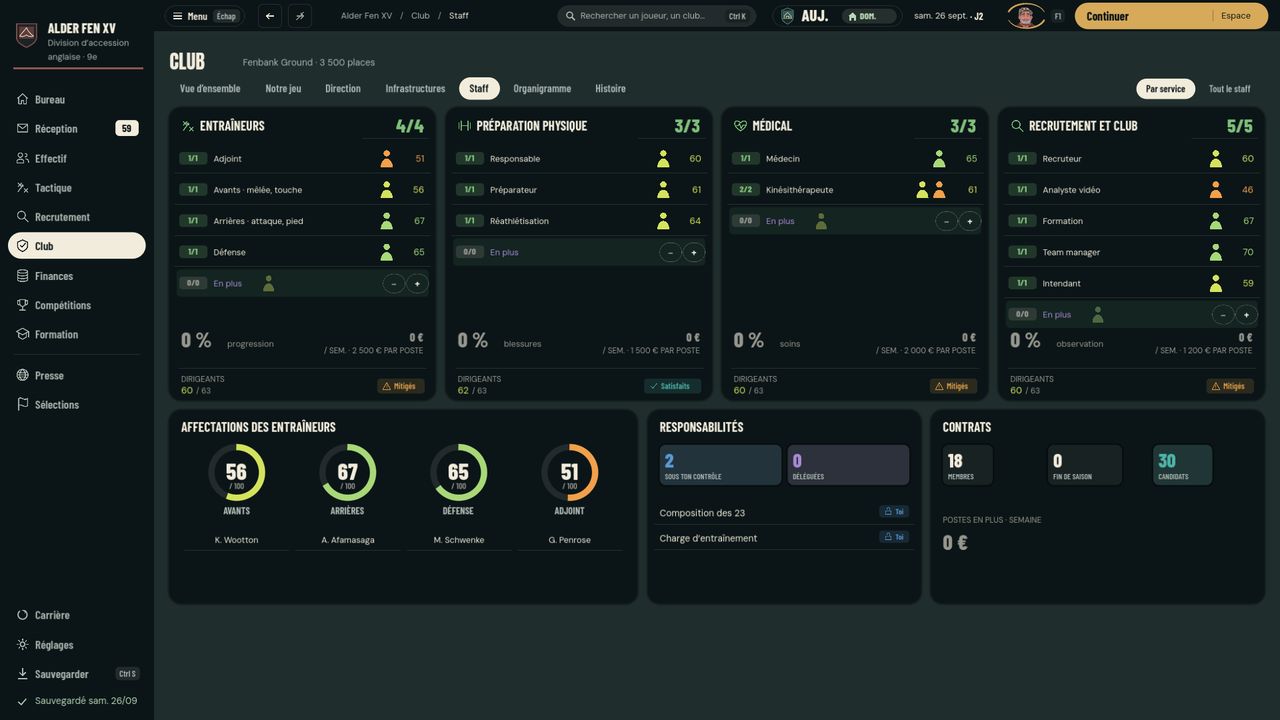 ALDER FEN XV
Division d'accession
anglaise · 9e
Menu Échap
Alder Fen XV / Club / Staff
Rechercher un joueur, un club... Ctrl K
AUJ. DOM.
sam. 26 sept. · J2
F1
Continuer Espace
Bureau
Réception 59
Effectif
Tactique
Recrutement
Club
Finances
Compétitions
Formation
Presse
Sélections
Carrière
Réglages
Sauvegarder Ctrl S
Sauvegardé sam. 26/09
CLUB Fenbank Ground · 3 500 places
Vue d'ensemble Notre jeu Direction Infrastructures Staff Organigramme Histoire
Par service Tout le staff
ENTRAÎNEURS 4/4
1/1 Adjoint 51
1/1 Avants · mêlée, touche 56
1/1 Arrières · attaque, pied 67
1/1 Défense 65
0/0 En plus − +
0 % progression 0 €
/ SEM. · 2 500 € PAR POSTE
DIRIGEANTS
60 / 63 Mitigés
PRÉPARATION PHYSIQUE 3/3
1/1 Responsable 60
1/1 Préparateur 61
1/1 Réathlétisation 64
0/0 En plus − +
0 % blessures 0 €
/ SEM. · 1 500 € PAR POSTE
DIRIGEANTS
62 / 63 Satisfaits
MÉDICAL 3/3
1/1 Médecin 65
2/2 Kinésithérapeute 61
0/0 En plus − +
0 % soins 0 €
/ SEM. · 2 000 € PAR POSTE
DIRIGEANTS
60 / 63 Mitigés
RECRUTEMENT ET CLUB 5/5
1/1 Recruteur 60
1/1 Analyste vidéo 46
1/1 Formation 67
1/1 Team manager 70
1/1 Intendant 59
0/0 En plus − +
0 % observation 0 €
/ SEM. · 1 200 € PAR POSTE
DIRIGEANTS
60 / 63 Mitigés
AFFECTATIONS DES ENTRAÎNEURS
56 67 65 51
/ 100 / 100 / 100 / 100
AVANTS ARRIÈRES DÉFENSE ADJOINT
K. Wootton A. Afamasaga M. Schwenke G. Penrose
RESPONSABILITÉS
2 0
SOUS TON CONTRÔLE DÉLÉGUÉES
Composition des 23 Toi
Charge d'entraînement Toi
CONTRATS
18 0 30
MEMBRES FIN DE SAISON CANDIDATS
POSTES EN PLUS · SEMAINE
0 €